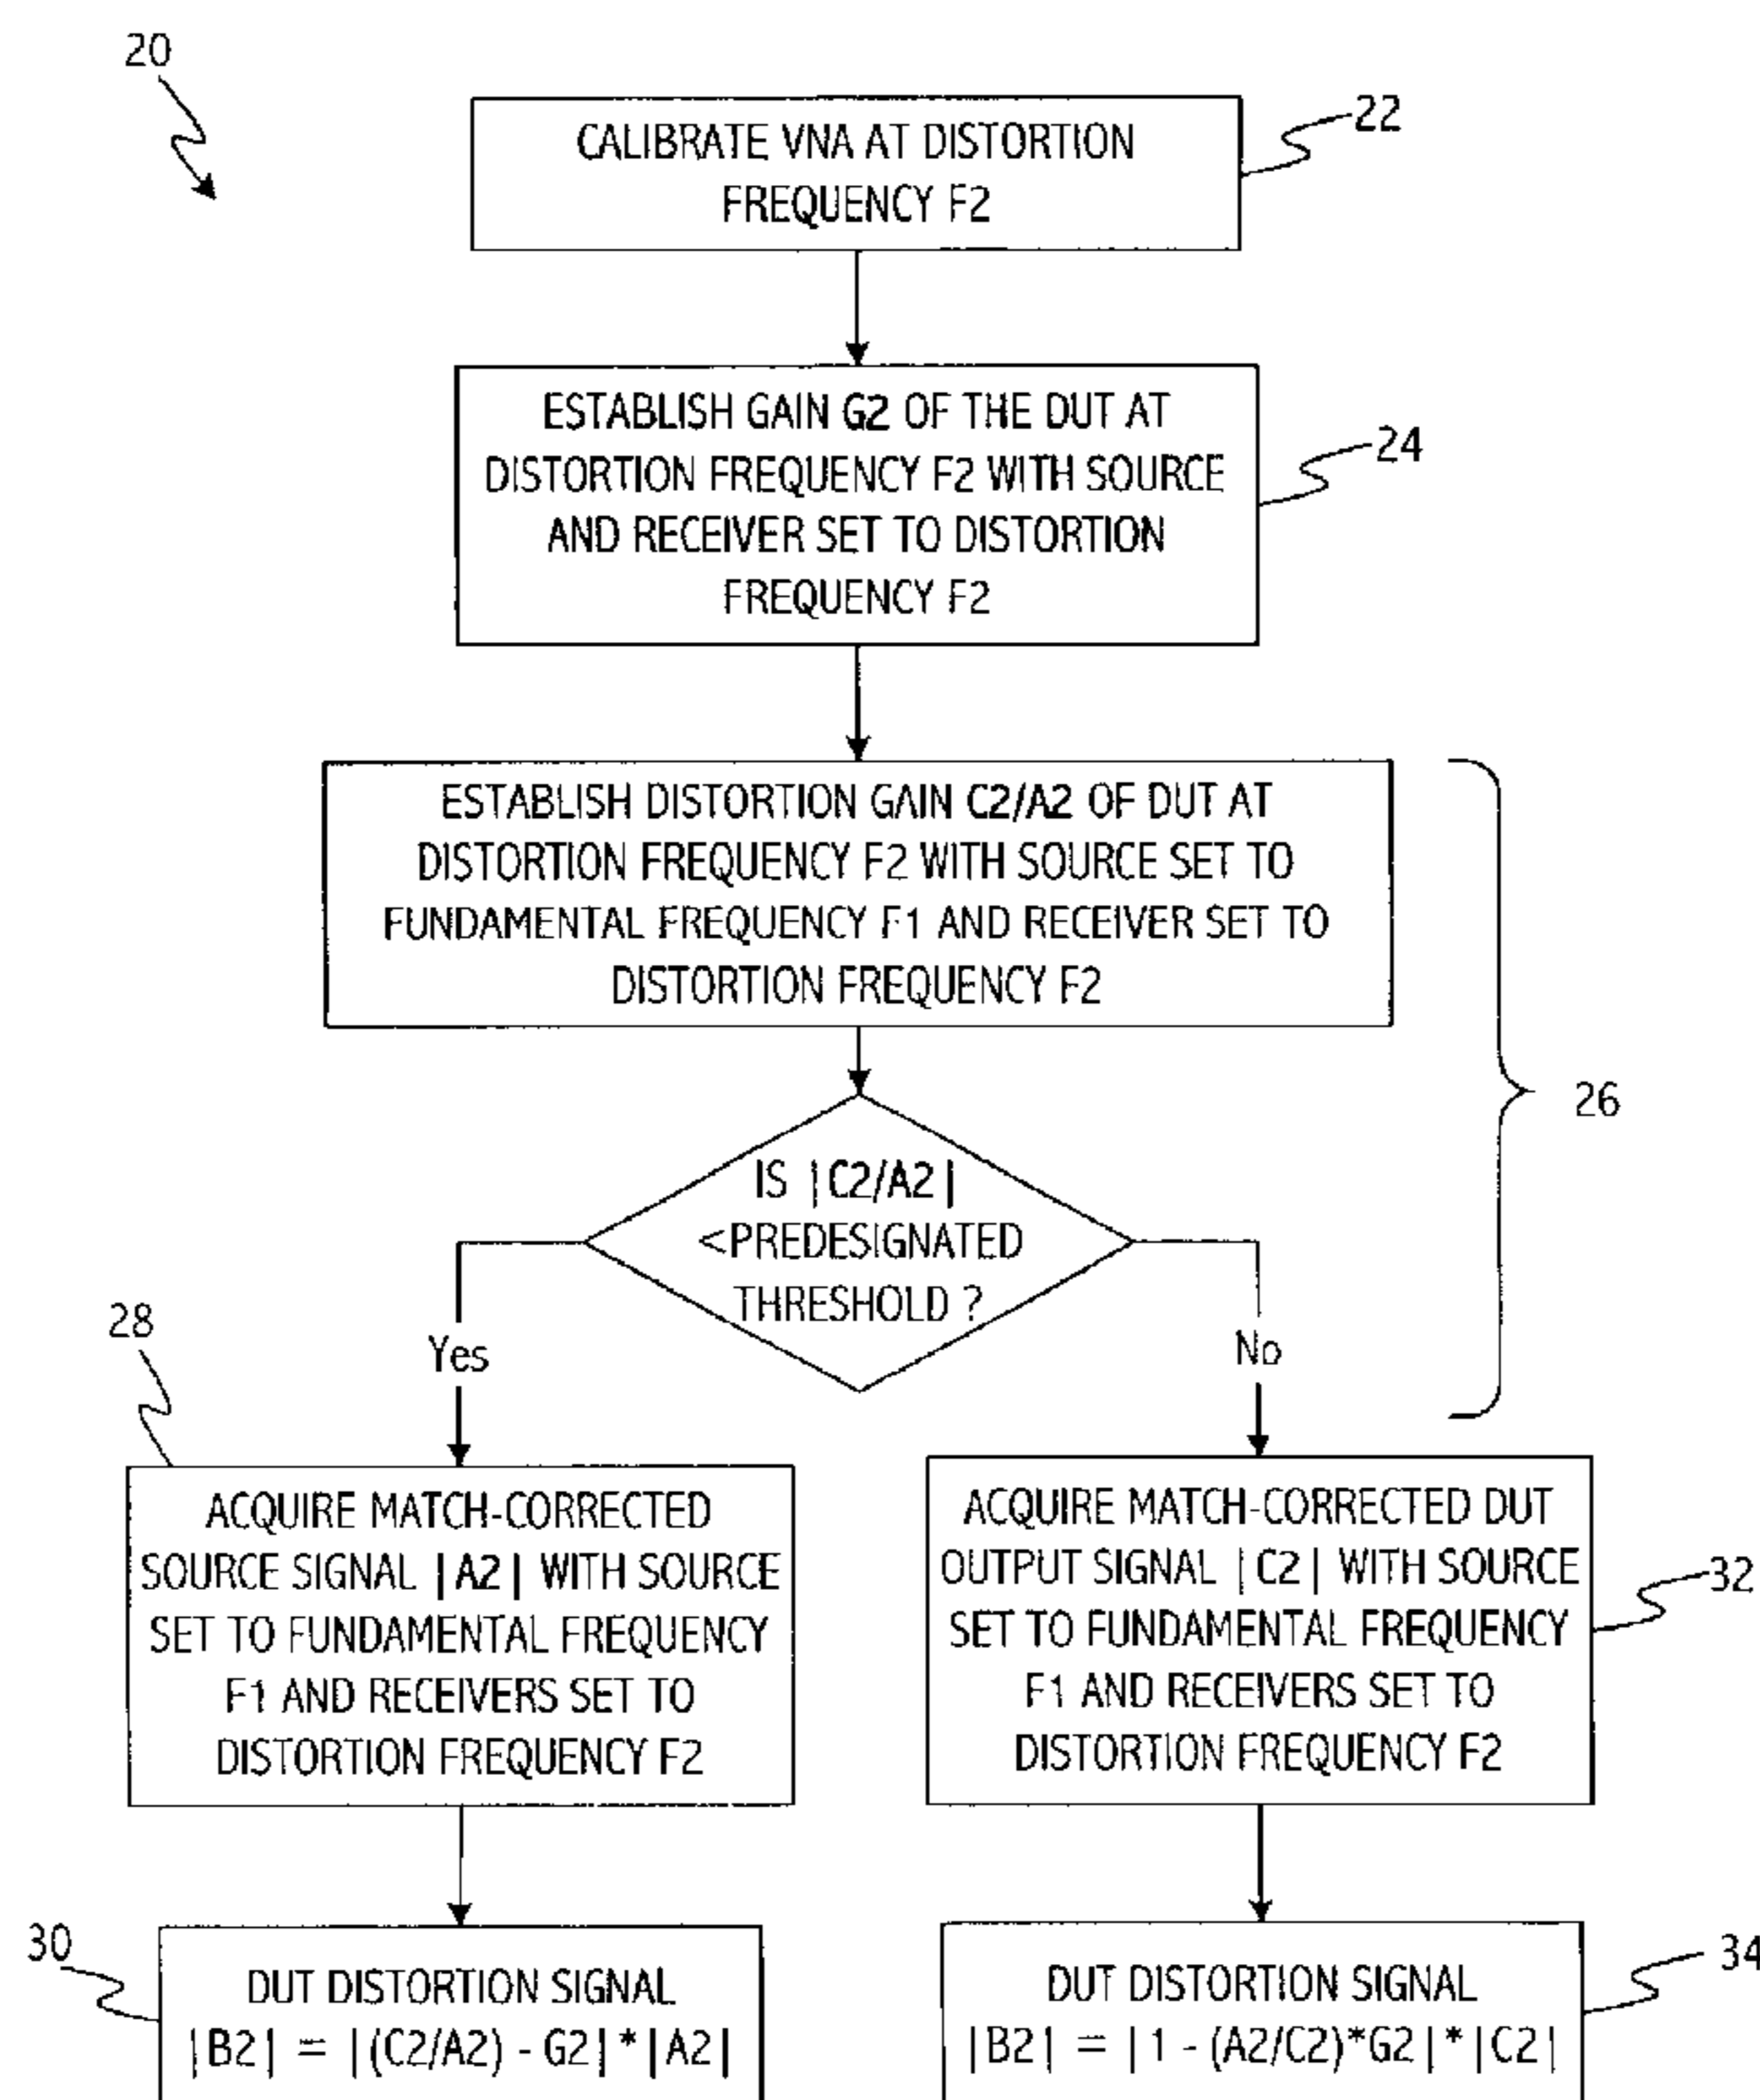 20
CALIBRATE VNA AT DISTORTION
FREQUENCY F2
22
ESTABLISH GAIN G2 OF THE DUT AT
DISTORTION FREQUENCY F2 WITH SOURCE
AND RECEIVER SET TO DISTORTION
FREQUENCY F2
24
ESTABLISH DISTORTION GAIN C2/A2 OF DUT AT
DISTORTION FREQUENCY F2 WITH SOURCE SET TO
FUNDAMENTAL FREQUENCY F1 AND RECEIVER SET TO
DISTORTION FREQUENCY F2
26
IS |C2/A2|
<PREDESIGNATED
THRESHOLD ?
Yes
No
28
ACQUIRE MATCH-CORRECTED
SOURCE SIGNAL |A2| WITH SOURCE
SET TO FUNDAMENTAL FREQUENCY
F1 AND RECEIVERS SET TO
DISTORTION FREQUENCY F2
ACQUIRE MATCH-CORRECTED DUT
OUTPUT SIGNAL |C2| WITH SOURCE
SET TO FUNDAMENTAL FREQUENCY
F1 AND RECEIVERS SET TO
DISTORTION FREQUENCY F2
32
30
DUT DISTORTION SIGNAL
|B2| = |(C2/A2) - G2|*|A2|
DUT DISTORTION SIGNAL
|B2| = |1 - (A2/C2)*G2|*|C2|
34